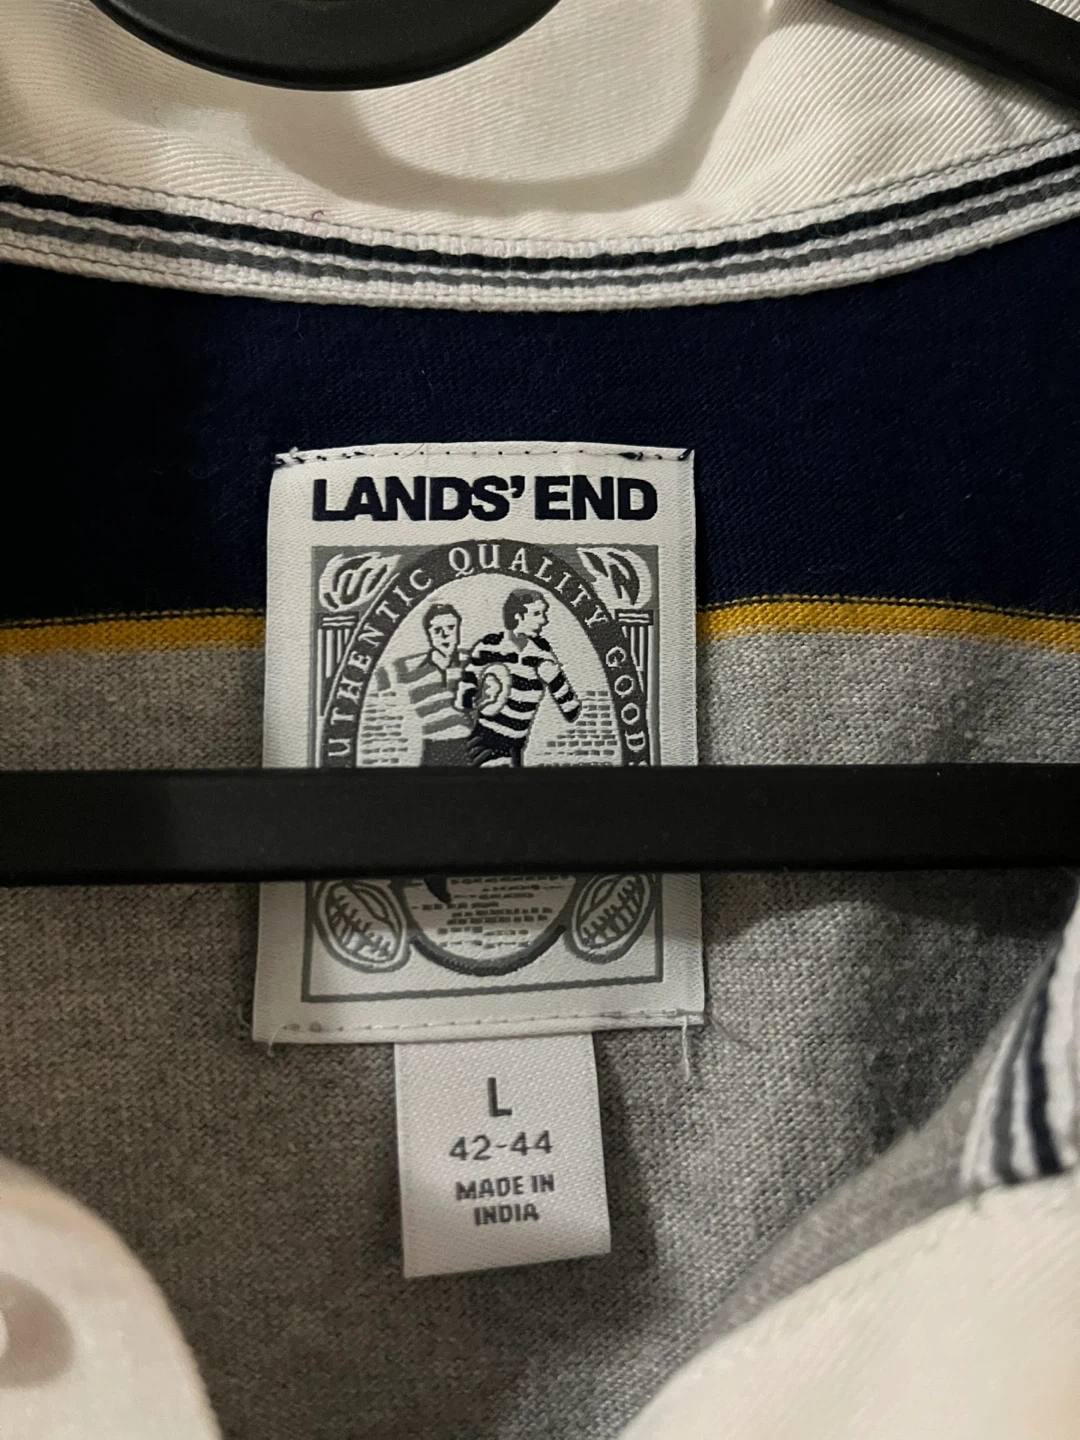 LANDS' END
AUTHENTIC QUALITY GOODS
L
42-44
MADE IN
INDIA